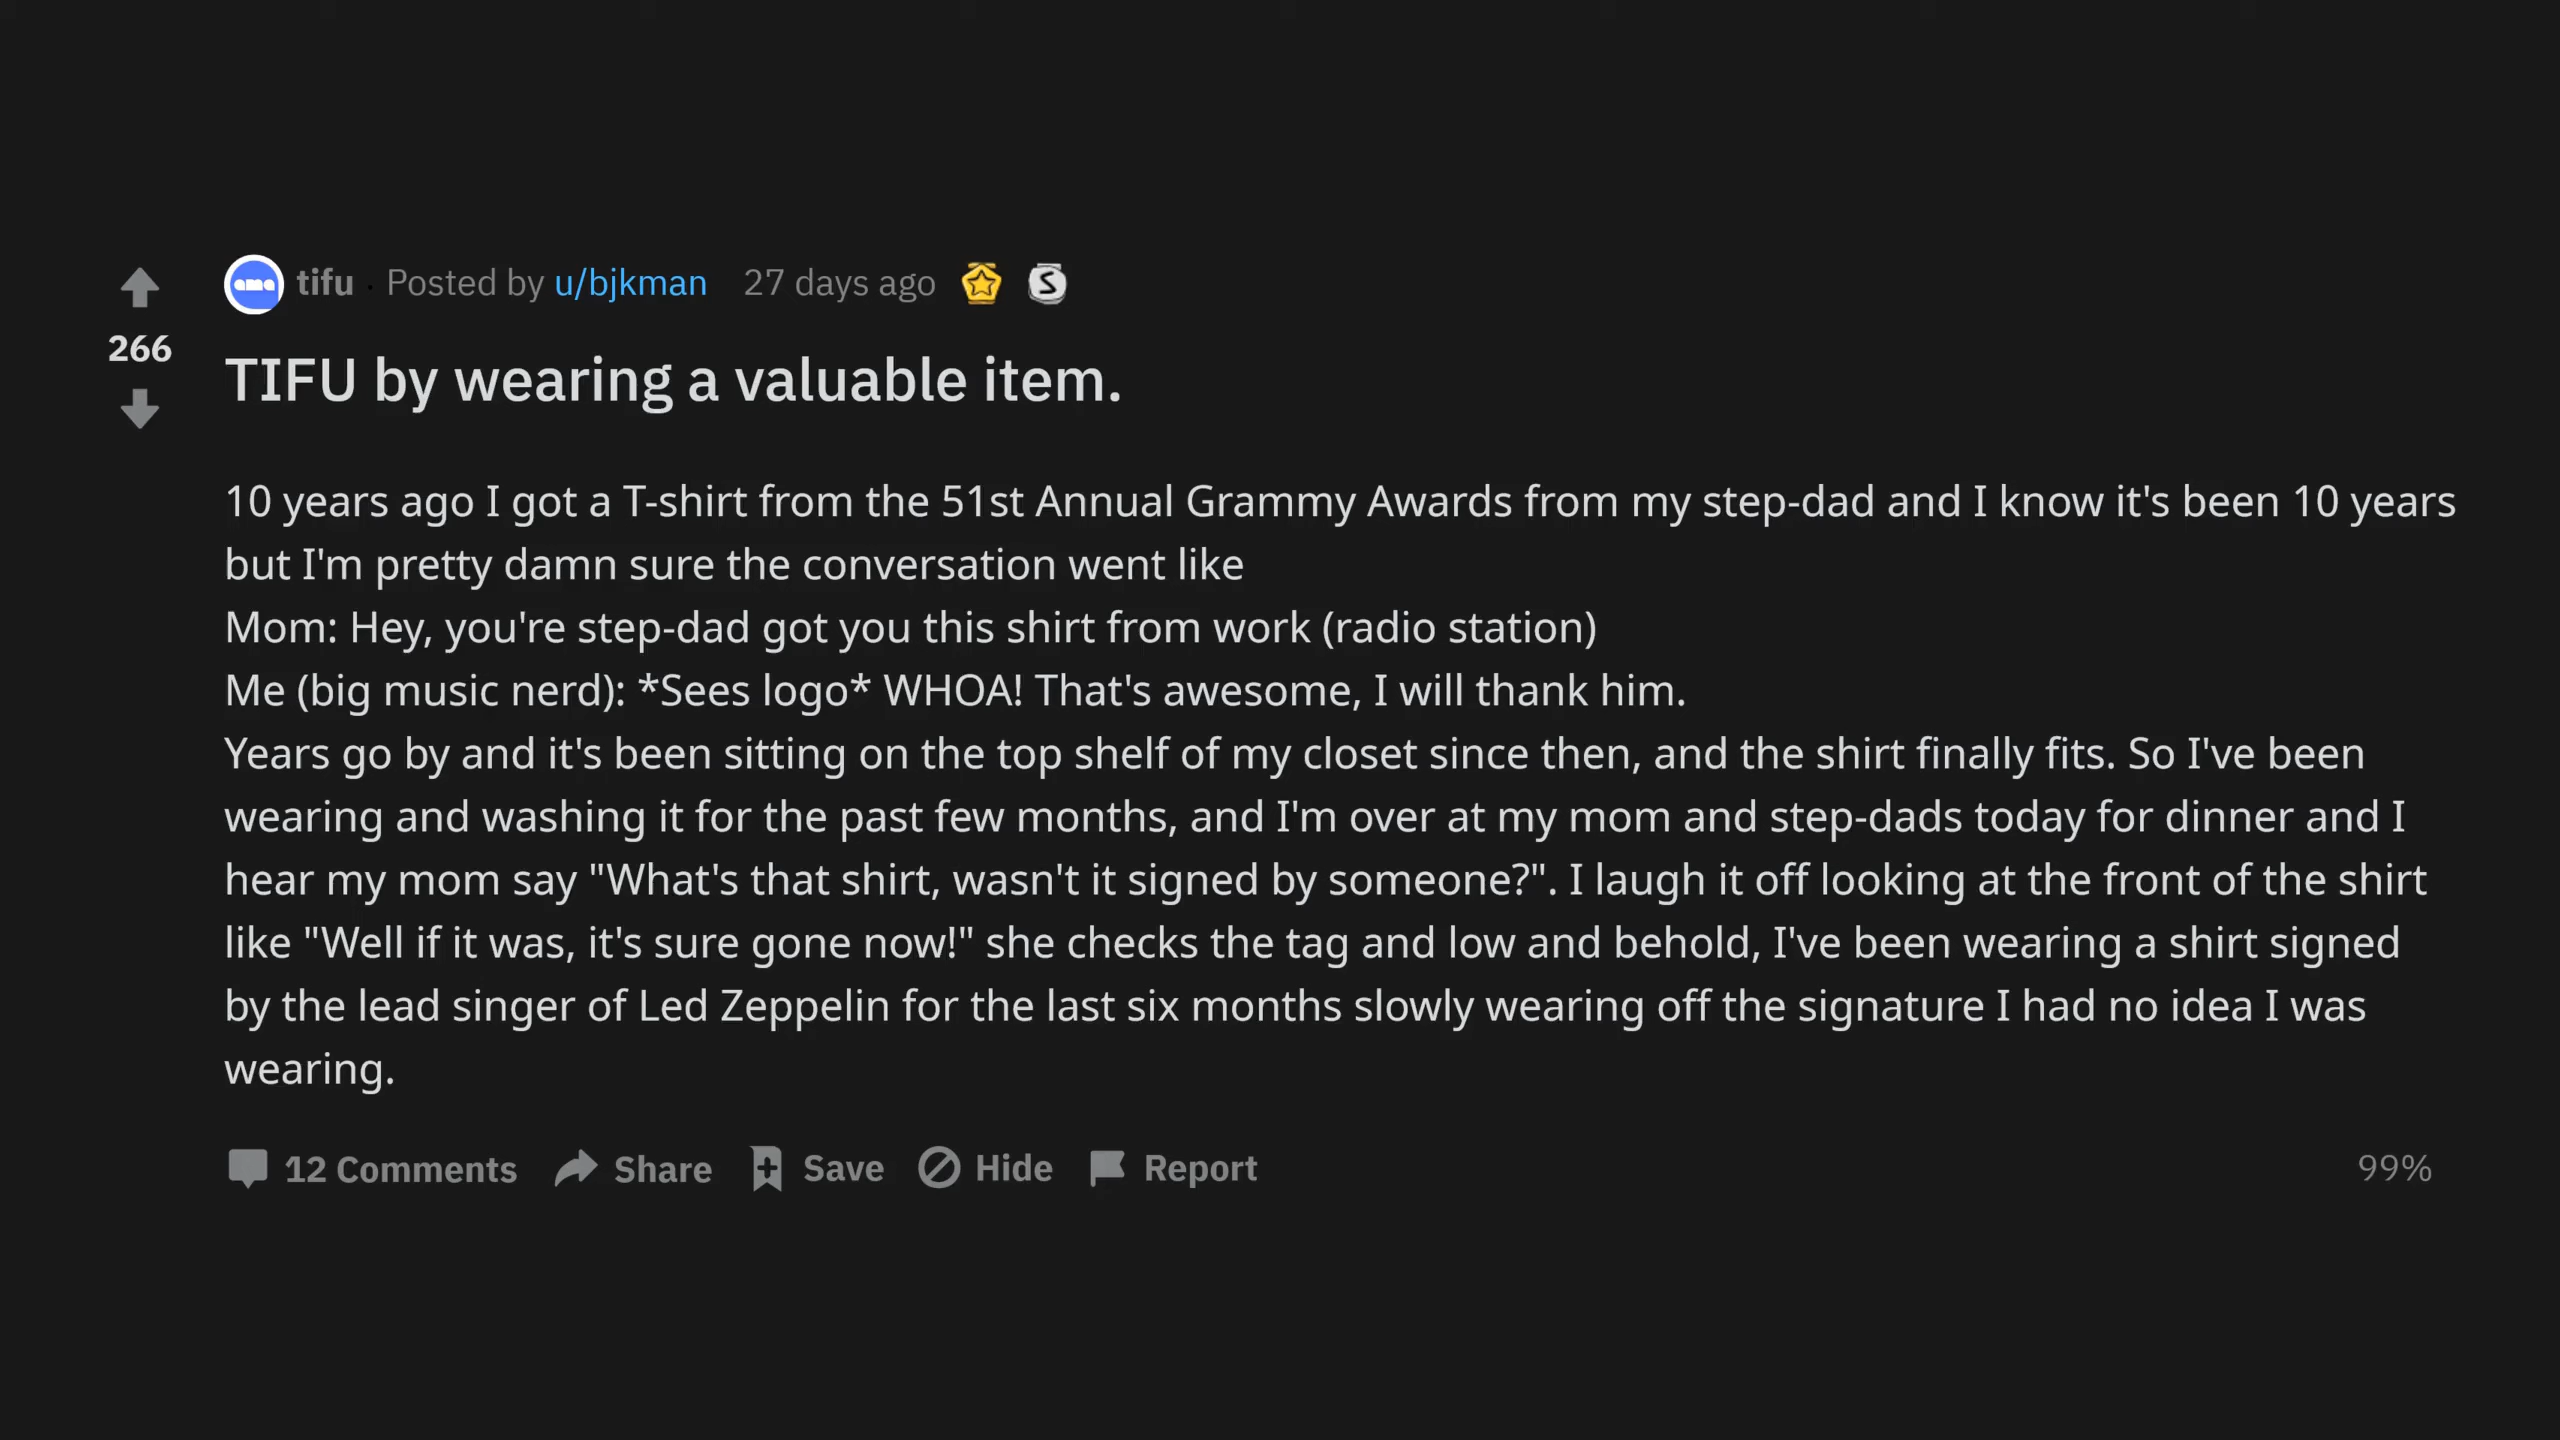 ama tifu · Posted by u/bjkman 27 days ago S
266
TIFU by wearing a valuable item.
10 years ago I got a T-shirt from the 51st Annual Grammy Awards from my step-dad and I know it's been 10 years
but I'm pretty damn sure the conversation went like
Mom: Hey, you're step-dad got you this shirt from work (radio station)
Me (big music nerd): *Sees logo* WHOA! That's awesome, I will thank him.
Years go by and it's been sitting on the top shelf of my closet since then, and the shirt finally fits. So I've been
wearing and washing it for the past few months, and I'm over at my mom and step-dads today for dinner and I
hear my mom say "What's that shirt, wasn't it signed by someone?". I laugh it off looking at the front of the shirt
like "Well if it was, it's sure gone now!" she checks the tag and low and behold, I've been wearing a shirt signed
by the lead singer of Led Zeppelin for the last six months slowly wearing off the signature I had no idea I was
wearing.
12 Comments Share Save Hide Report 99%